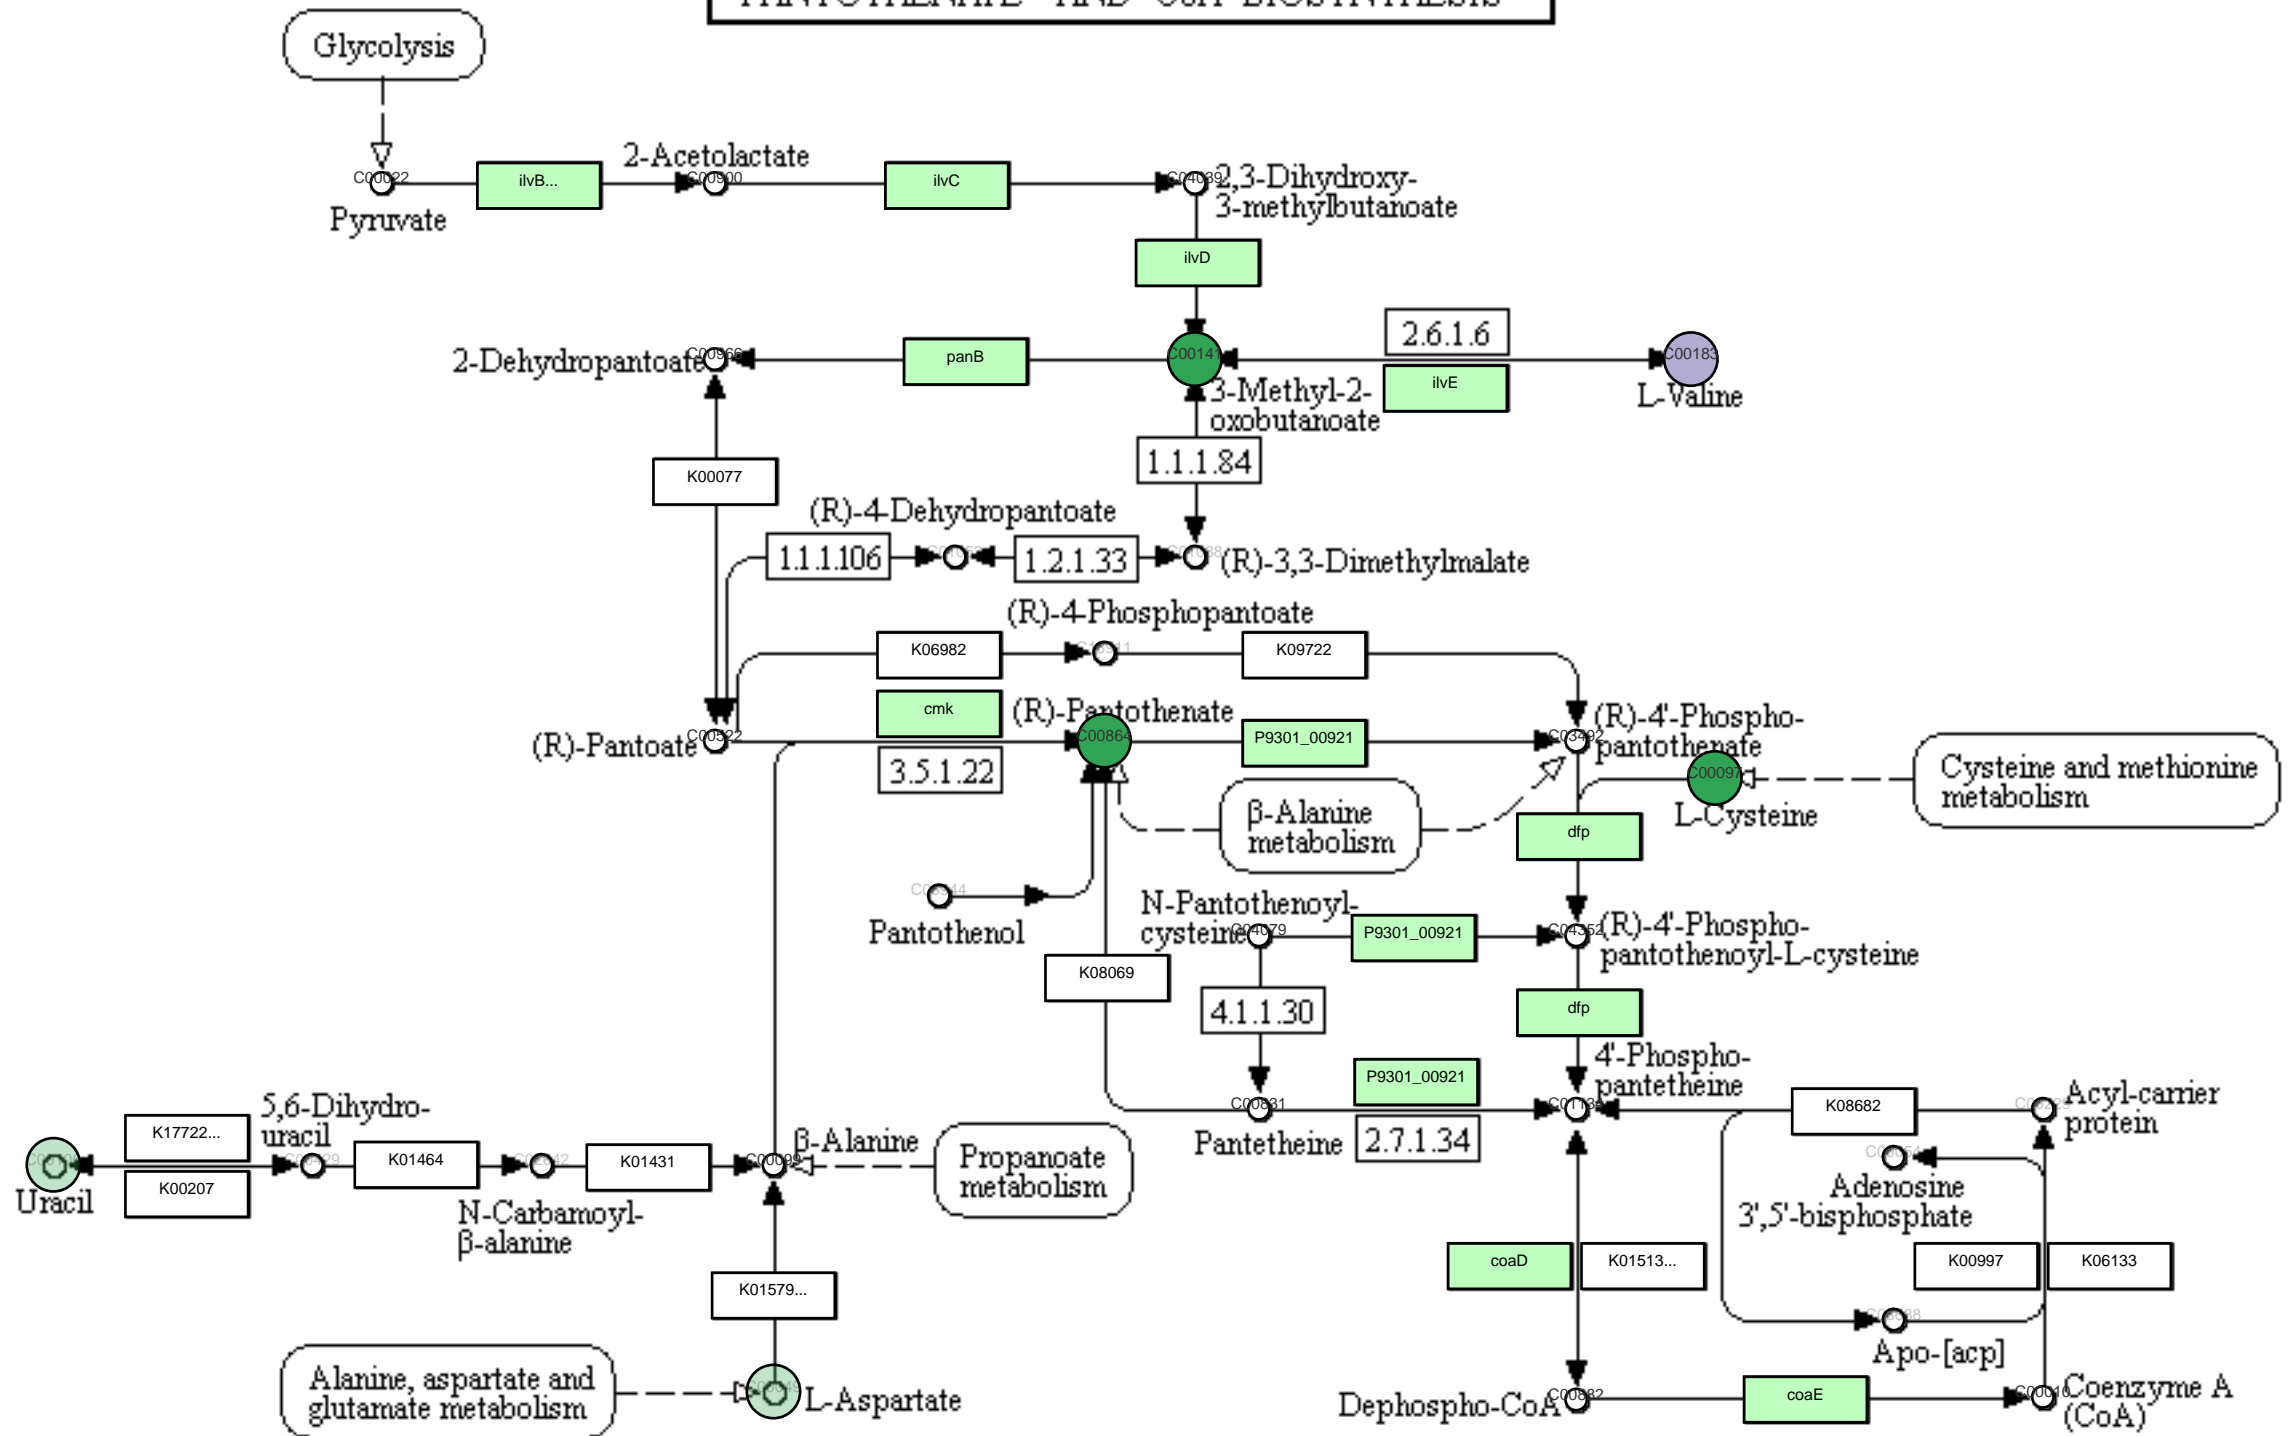 PANTOTHENATE AND CoA BIOSYNTHESIS
Glycolysis
2-Acetolactate
C00022
ilvB...
C00900
ilvC
C04039
2,3-Dihydroxy-
3-methylbutanoate
Pyruvate
ilvD
2.6.1.6
2-Dehydropantoate
C00966
panB
C00141
C00183
ilvE
3-Methyl-2-
oxobutanoate
L-Valine
1.1.1.84
K00077
(R)-4-Dehydropantoate
1.1.1.106
1.2.1.33
(R)-3,3-Dimethylmalate
(R)-4-Phosphopantoate
K06982
K09722
cmk
(R)-Pantothenate
(R)-4'-Phospho-
pantothenate
(R)-Pantoate
C00522
C00864
P9301_00921
C03492
3.5.1.22
C00097
L-Cysteine
Cysteine and methionine
metabolism
β-Alanine
metabolism
dfp
Pantothenol
N-Pantothenoyl-
cysteine
C04079
P9301_00921
C04352
(R)-4'-Phospho-
pantothenoyl-L-cysteine
K08069
4.1.1.30
dfp
4'-Phospho-
pantetheine
P9301_00921
C00831
C01134
Pantetheine
2.7.1.34
K08682
Acyl-carrier
protein
5,6-Dihydro-
uracil
K17722...
K01464
K01431
K00207
Uracil
N-Carbamoyl-
β-alanine
β-Alanine
C00099
Propanoate
metabolism
Adenosine
3',5'-bisphosphate
coaD
K01513...
K00997
K06133
K01579...
Apo-[acp]
Alanine, aspartate and
glutamate metabolism
L-Aspartate
Dephospho-CoA
C00882
coaE
C00010
Coenzyme A
(CoA)